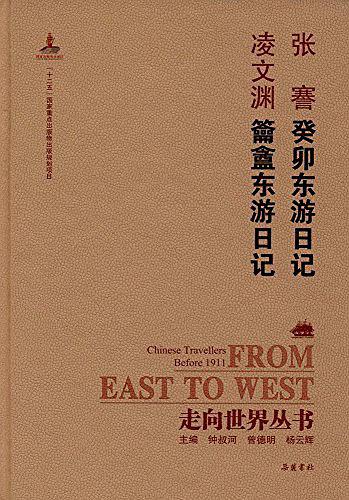 张謇 癸卯东游日记
凌文渊 籥盦东游日记
"十二五"国家重点出版物出版规划项目
Chinese Travellers
Before 1911
FROM
EAST TO WEST
走向世界丛书
主编 钟叔河 曾德明 杨云辉
岳麓书社